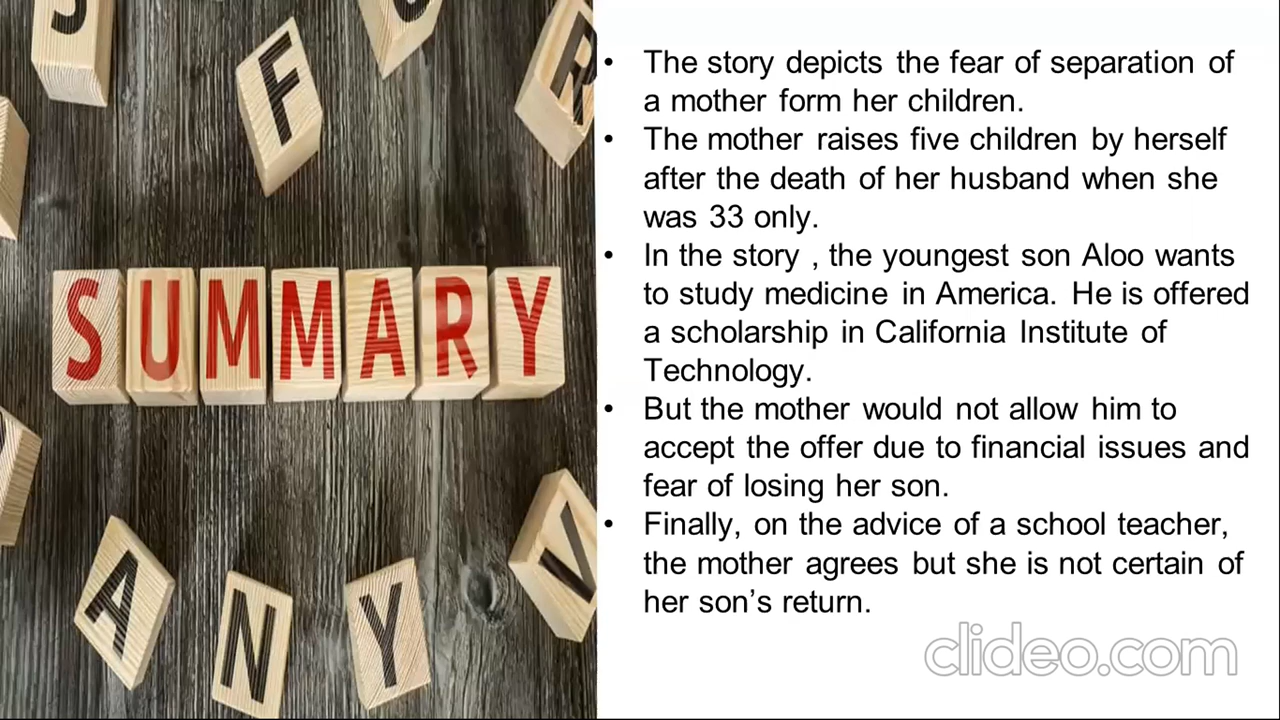 S
F
R
SUMMARY
A
N
Y
V
• The story depicts the fear of separation of
a mother form her children.
• The mother raises five children by herself
after the death of her husband when she
was 33 only.
• In the story , the youngest son Aloo wants
to study medicine in America. He is offered
a scholarship in California Institute of
Technology.
• But the mother would not allow him to
accept the offer due to financial issues and
fear of losing her son.
• Finally, on the advice of a school teacher,
the mother agrees but she is not certain of
her son’s return.
clideo.com